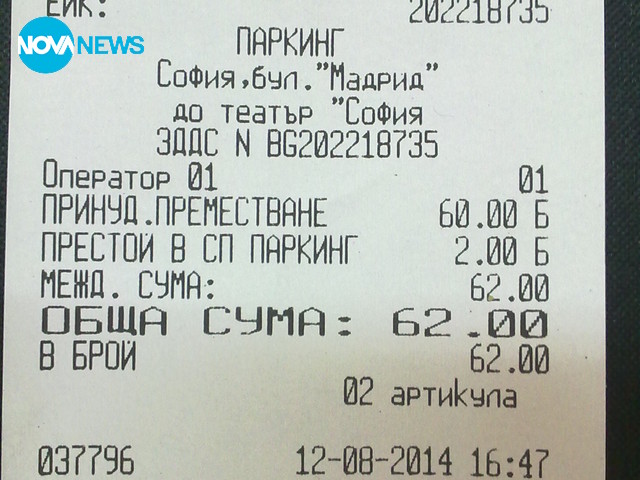 ЕИК: 202218735
NOVANEWS
ПАРКИНГ
София,бул."Мадрид"
до театър "София
ЗДДС N BG202218735
Оператор 01 01
ПРИНУД.ПРЕМЕСТВАНЕ 60.00 Б
ПРЕСТОЙ В СП ПАРКИНГ 2.00 Б
МЕЖД. СУМА: 62.00
ОБЩА СУМА: 62.00
В БРОЙ 62.00
02 артикула
037796 12-08-2014 16:47